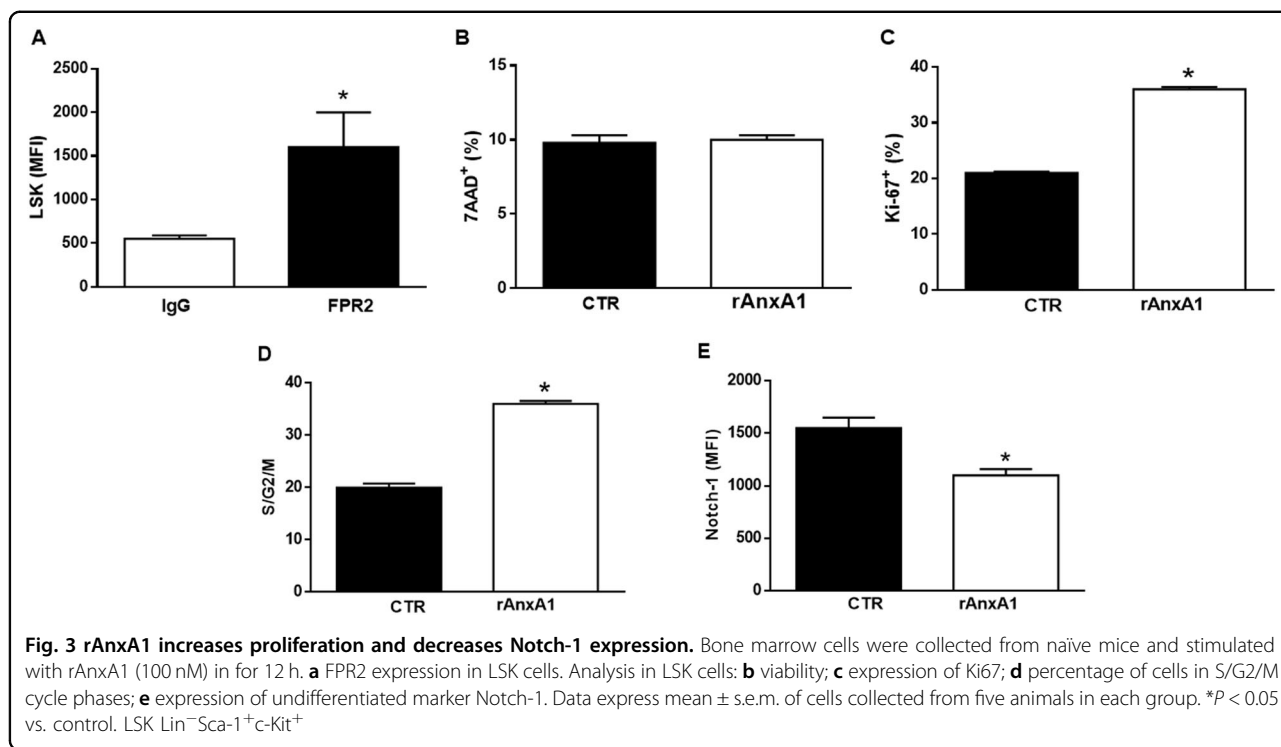 A
LSK (MFI)
2500
2000
1500
1000
500
0
*
IgG
FPR2
B
7AAD⁺ (%)
15
10
5
0
CTR
rAnxA1
C
Ki-67⁺ (%)
40
30
20
10
0
*
CTR
rAnxA1
D
S/G2/M
40
30
20
10
0
*
CTR
rAnxA1
E
Notch-1 (MFI)
2000
1500
1000
500
0
*
CTR
rAnxA1
Fig. 3 rAnxA1 increases proliferation and decreases Notch-1 expression. Bone marrow cells were collected from naïve mice and stimulated
with rAnxA1 (100 nM) in for 12 h. a FPR2 expression in LSK cells. Analysis in LSK cells: b viability; c expression of Ki67; d percentage of cells in S/G2/M
cycle phases; e expression of undifferentiated marker Notch-1. Data express mean ± s.e.m. of cells collected from five animals in each group. *P < 0.05
vs. control. LSK Lin⁻Sca-1⁺c-Kit⁺